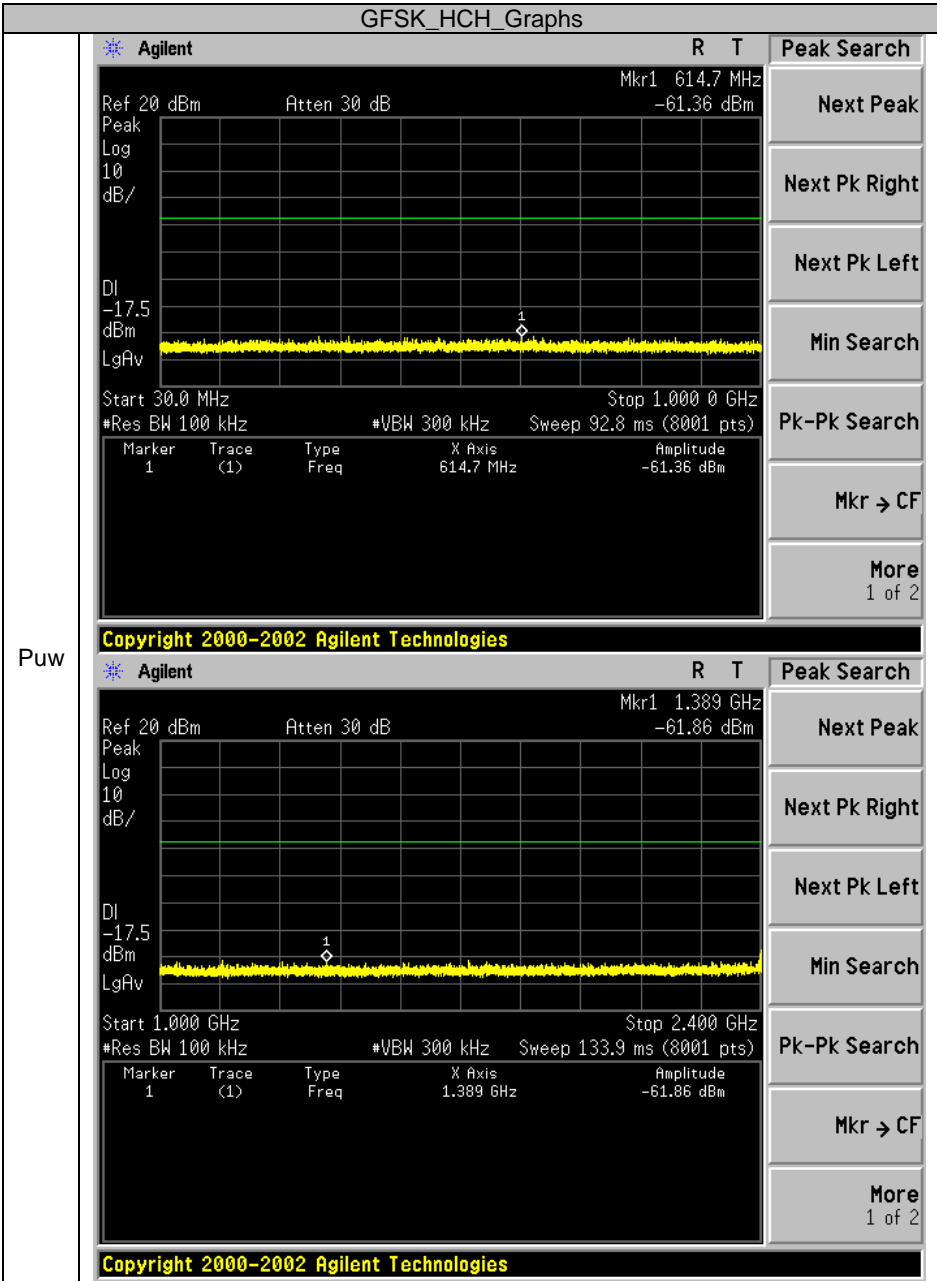 GFSK_HCH_Graphs
Puw
Agilent R T Peak Search
Mkr1 614.7 MHz
Ref 20 dBm Atten 30 dB -61.36 dBm
Peak
Log
10
dB/
DI
-17.5
dBm
LgAv
1
Start 30.0 MHz Stop 1.000 0 GHz
#Res BW 100 kHz #VBW 300 kHz Sweep 92.8 ms (8001 pts)
Marker Trace Type X Axis Amplitude
1 (1) Freq 614.7 MHz -61.36 dBm
Next Peak
Next Pk Right
Next Pk Left
Min Search
Pk-Pk Search
Mkr → CF
More
1 of 2
Copyright 2000-2002 Agilent Technologies
Agilent R T Peak Search
Mkr1 1.389 GHz
Ref 20 dBm Atten 30 dB -61.86 dBm
Peak
Log
10
dB/
DI
-17.5
dBm
LgAv
1
Start 1.000 GHz Stop 2.400 GHz
#Res BW 100 kHz #VBW 300 kHz Sweep 133.9 ms (8001 pts)
Marker Trace Type X Axis Amplitude
1 (1) Freq 1.389 GHz -61.86 dBm
Next Peak
Next Pk Right
Next Pk Left
Min Search
Pk-Pk Search
Mkr → CF
More
1 of 2
Copyright 2000-2002 Agilent Technologies